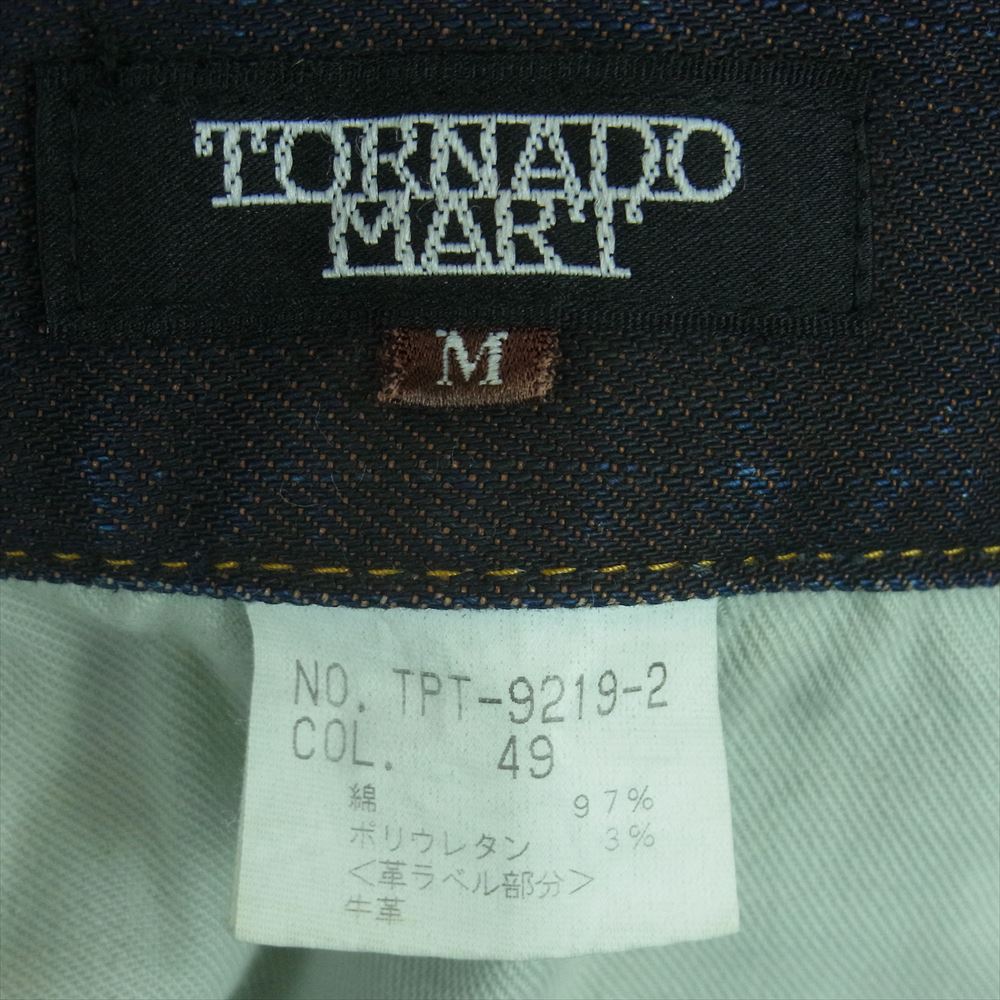 TORNADO
MART
M
NO. TPT-9219-2
COL. 49
綿 97%
ポリウレタン 3%
<革ラベル部分>
牛革